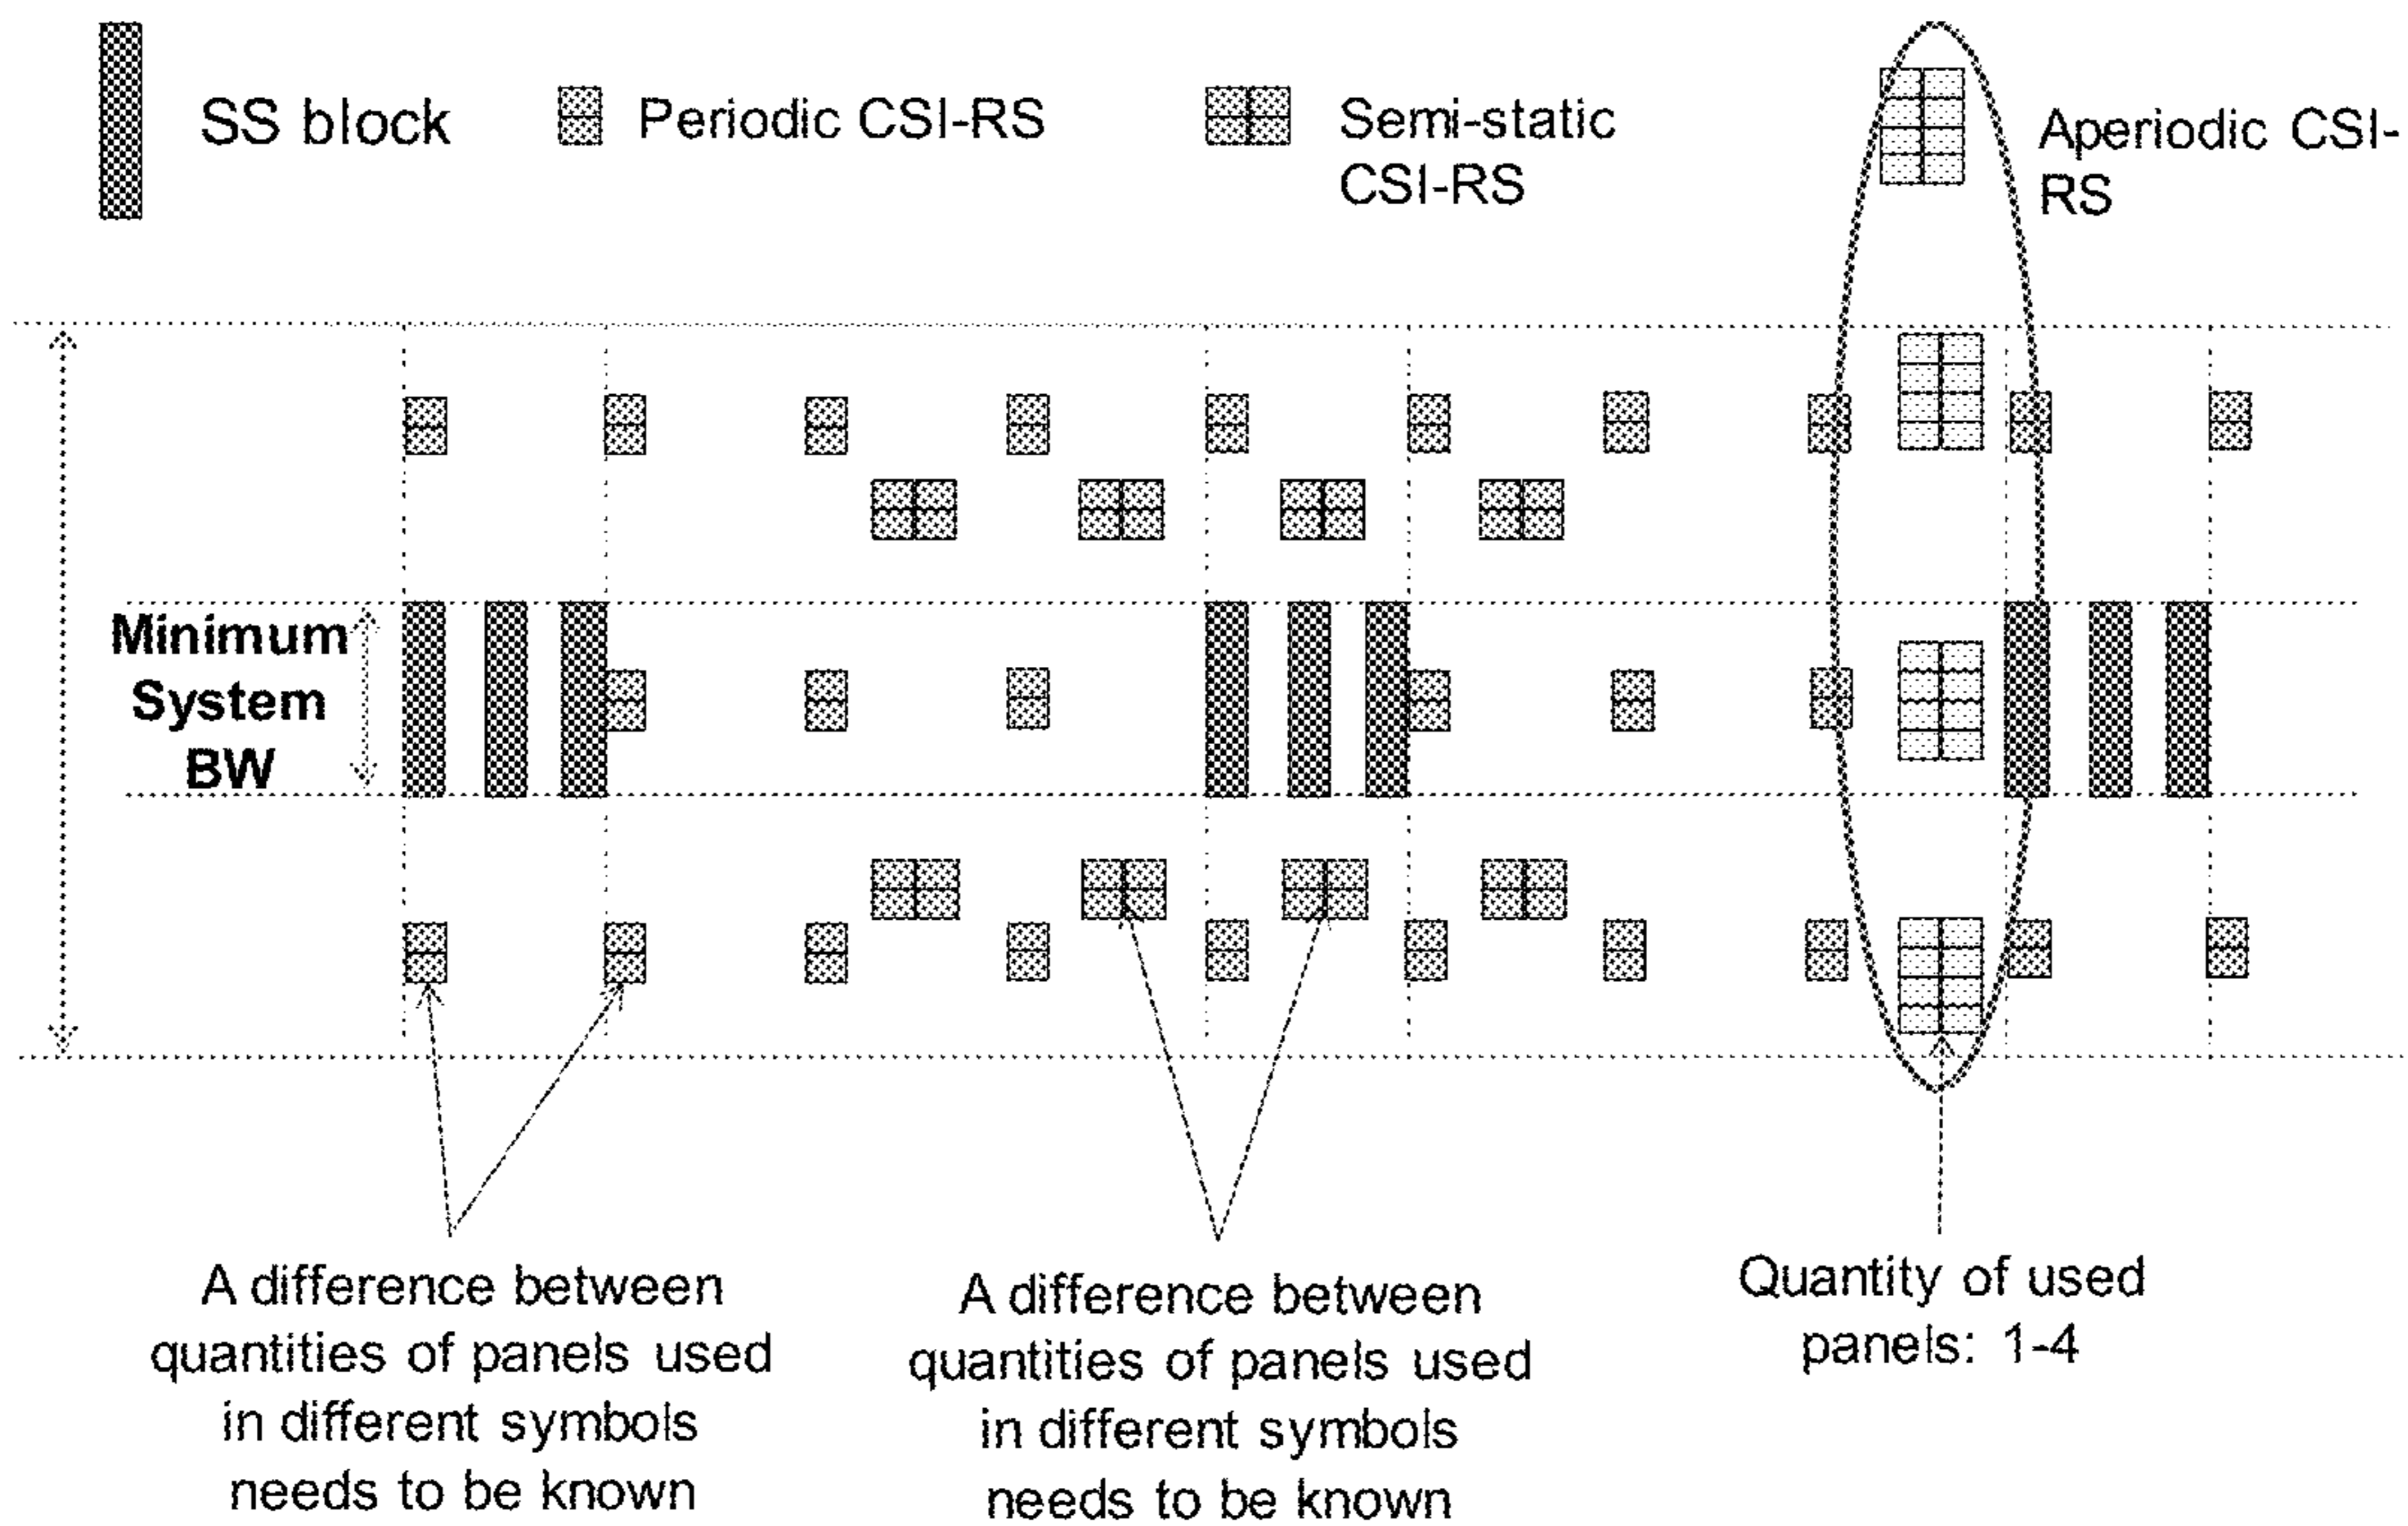 SS block
Periodic CSI-RS
Semi-static
CSI-RS
Aperiodic CSI-
RS
Minimum
System
BW
A difference between
quantities of panels used
in different symbols
needs to be known
A difference between
quantities of panels used
in different symbols
needs to be known
Quantity of used
panels: 1-4